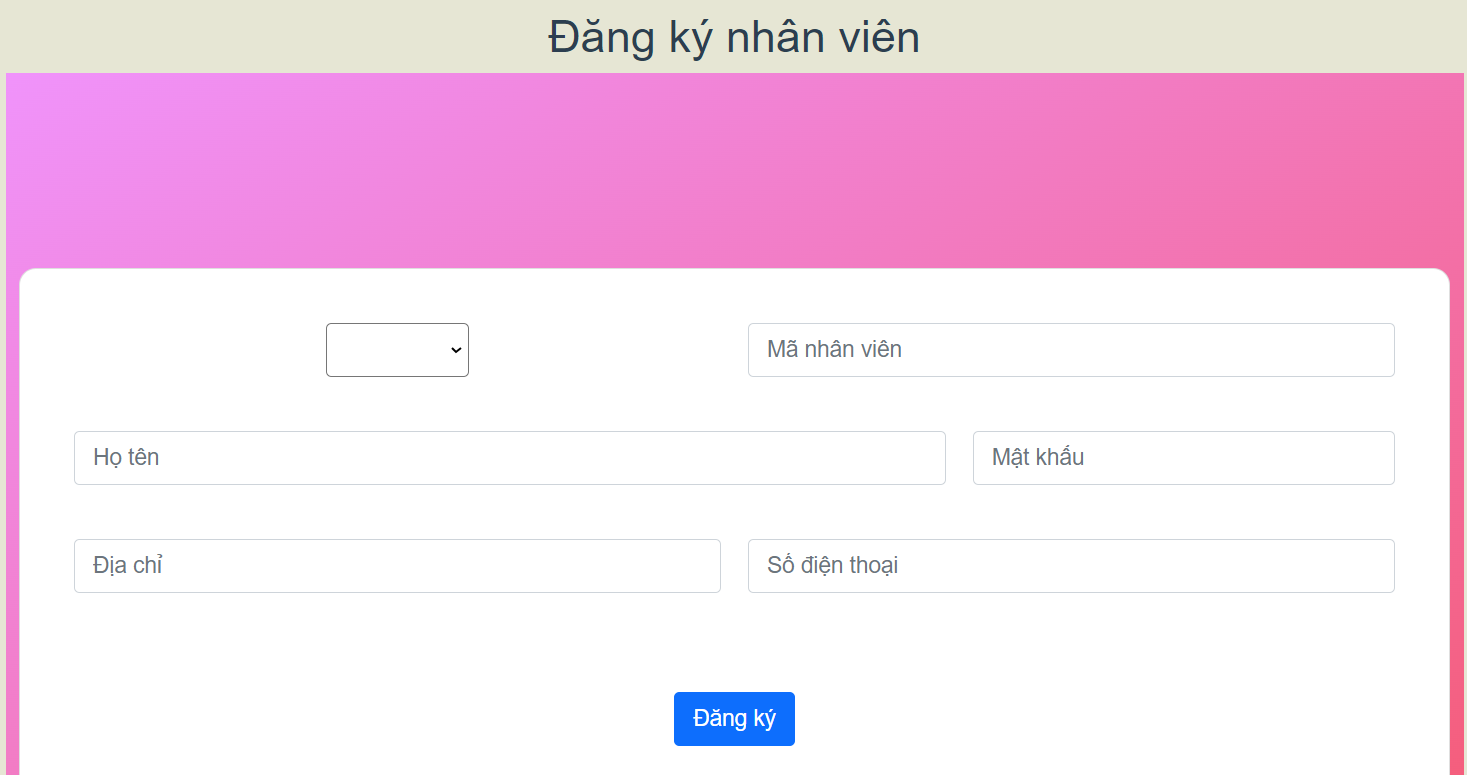 Đăng ký nhân viên
Mã nhân viên
Họ tên
Mật khẩu
Địa chỉ
Số điện thoại
Đăng ký